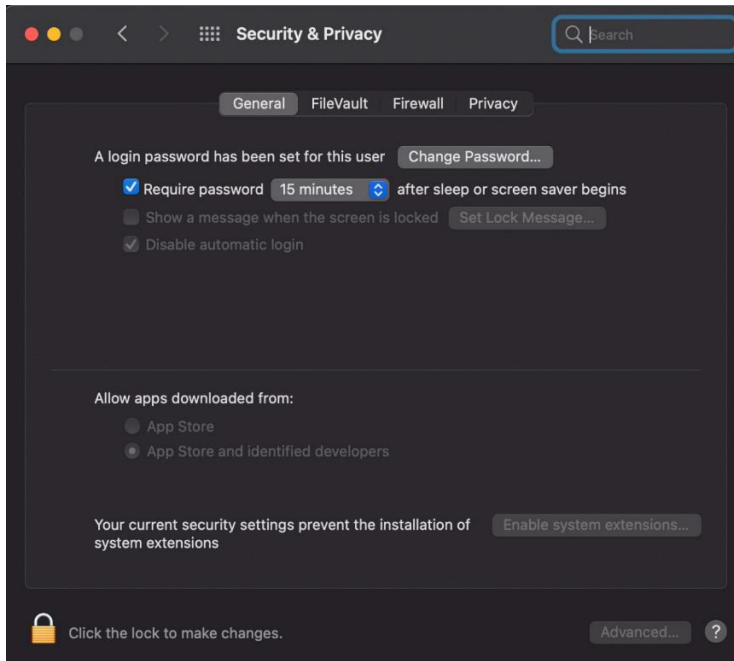 Security & Privacy
Search
General FileVault Firewall Privacy
A login password has been set for this user Change Password...
Require password 15 minutes after sleep or screen saver begins
Show a message when the screen is locked Set Lock Message...
Disable automatic login
Allow apps downloaded from:
App Store
App Store and identified developers
Your current security settings prevent the installation of
system extensions
Enable system extensions...
Click the lock to make changes.
Advanced... ?